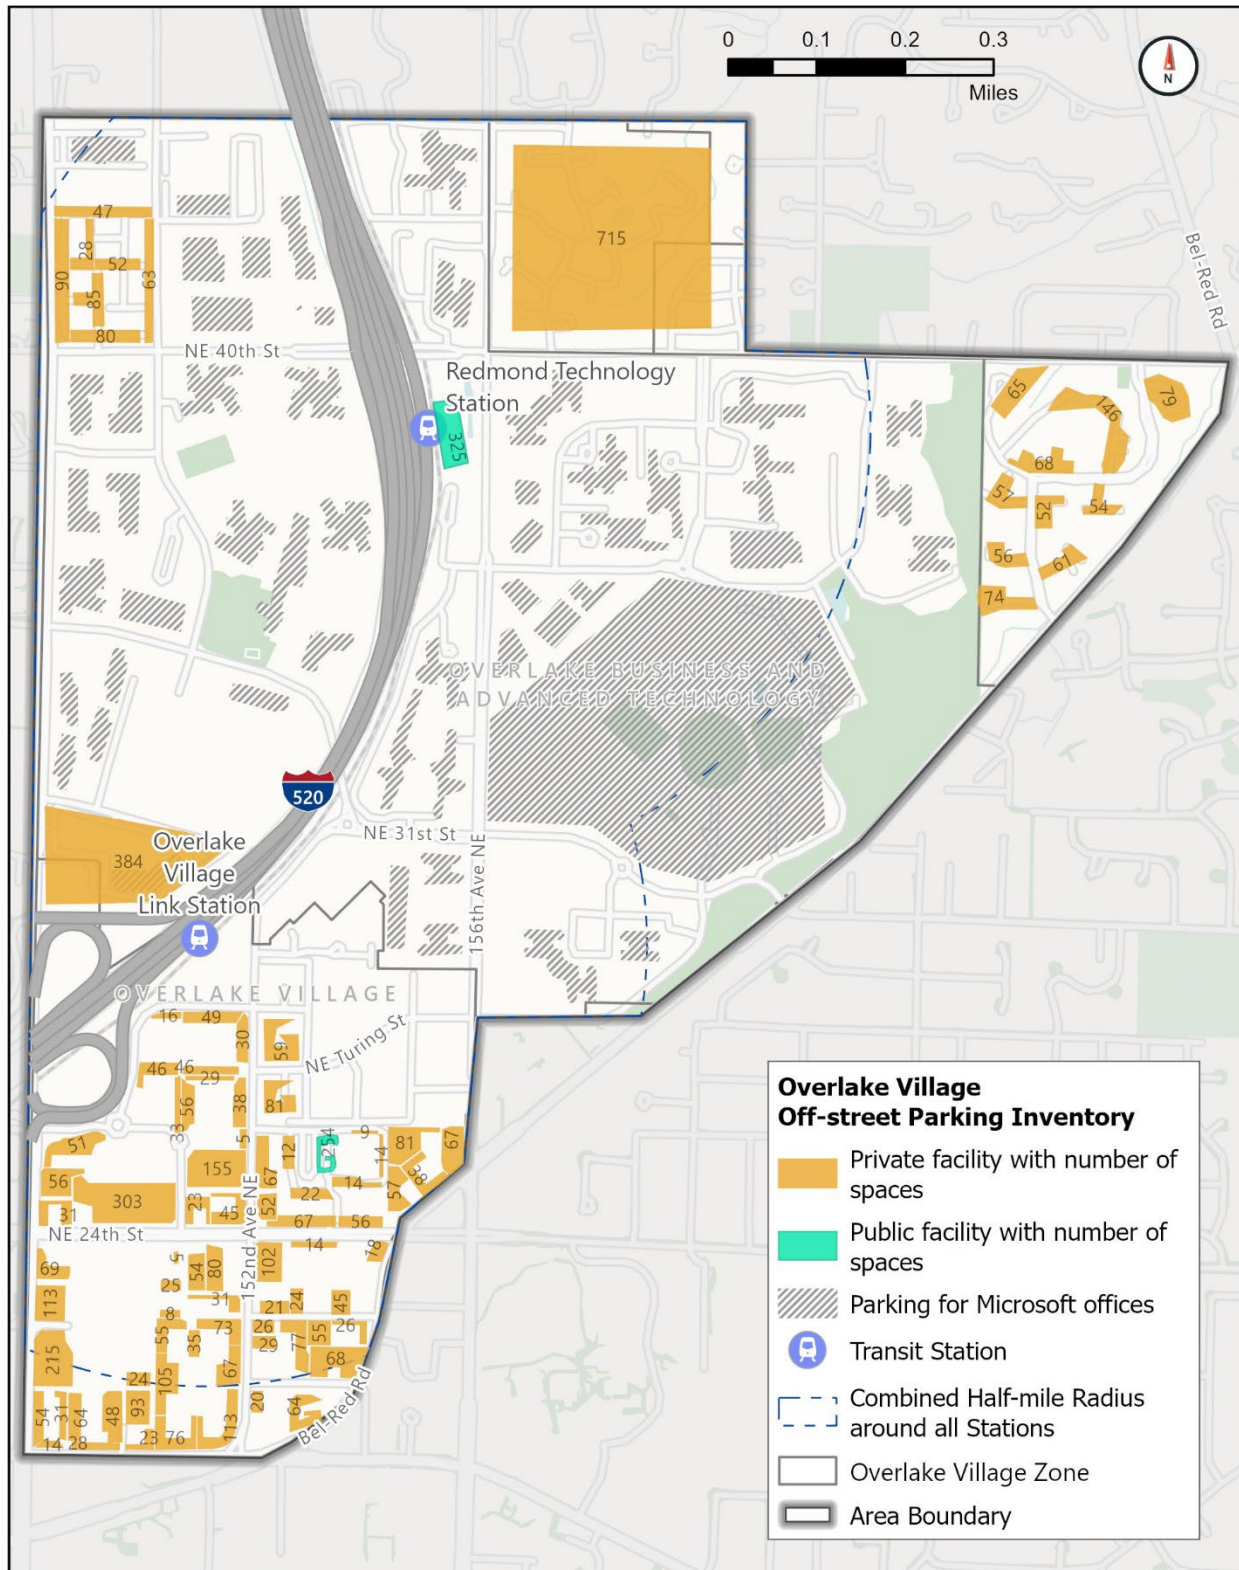 0 0.1 0.2 0.3
Miles
N
Bel-Red Rd
47
28
52
90
85
63
80
715
NE 40th St
Redmond Technology
Station
325
65
146
79
68
57
52
54
56
61
74
OVERLAKE BUSINESS AND
ADVANCED TECHNOLOGY
520
NE 31st St
156th Ave NE
384
Overlake
Village
Link Station
OVERLAKE VILLAGE
16 49
30
59
NE Turing St
46 46
29
56
38
81
33
5
51
155
67
12
254
9
14
81
67
38
57
56
303
31
23
45
52
22
14
67
56
NE 24th St
152nd Ave NE
69
5
54
80
102
14
18
25
113
31
21
24
45
8
73
26
26
55
35
29
77
55
215
67
68
24
105
54
31
64
48
93
20
64
113
14 28
23 76
Bel-Red Rd
Overlake Village
Off-street Parking Inventory
Private facility with number of
spaces
Public facility with number of
spaces
Parking for Microsoft offices
Transit Station
Combined Half-mile Radius
around all Stations
Overlake Village Zone
Area Boundary